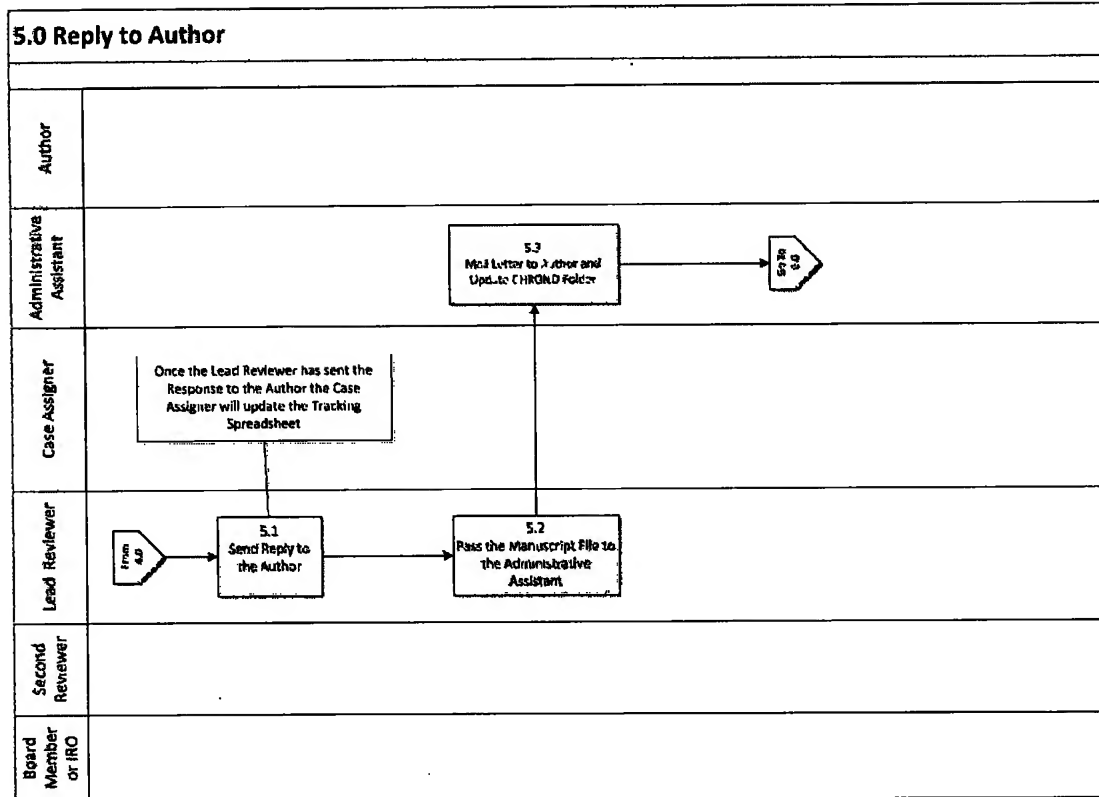 5.0 Reply to Author
Author
Administrative
Assistant
5.3
Mail Letter to Author and
Update CHRONO Folder
Case Assigner
Once the Lead Reviewer has sent the
Response to the Author the Case
Assigner will update the Tracking
Spreadsheet
Lead Reviewer
From
4.0
5.1
Send Reply to
the Author
5.2
Pass the Manuscript File to
the Administrative
Assistant
Second
Reviewer
Board
Member
or IRO